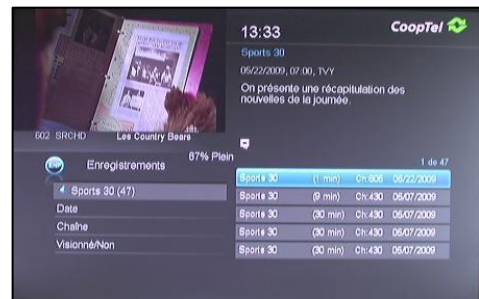 13:33
CoopTel
Sports 30
05/22/2009, 07:00, TVY
On présente une récapitulation des
nouvelles de la journée.
602 SRCHD Les Country Bears
Enregistrements 67% Plein
1 de 47
Sports 30 (47)
Date
Chaîne
Visionné/Non
Sports 30 (1 min) Ch:606 05/22/2009
Sports 30 (9 min) Ch:430 05/07/2009
Sports 30 (30 min) Ch:430 05/07/2009
Sports 30 (30 min) Ch:430 05/07/2009
Sports 30 (30 min) Ch:430 05/07/2009